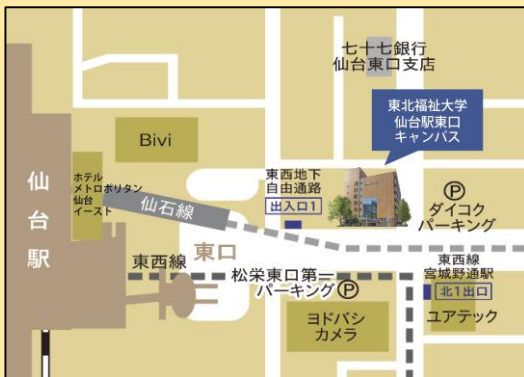 七十七銀行
仙台東口支店
東北福祉大学
仙台駅東口
キャンパス
Bivi
ホテル
メトロポリタン
仙台
イースト
仙台駅
仙石線
東西地下
自由通路
出入口1
P
ダイコク
パーキング
東口
東西線
松栄東口第一
パーキング P
東西線
宮城野通駅
北1出口
ヨドバシ
カメラ
ユアテック